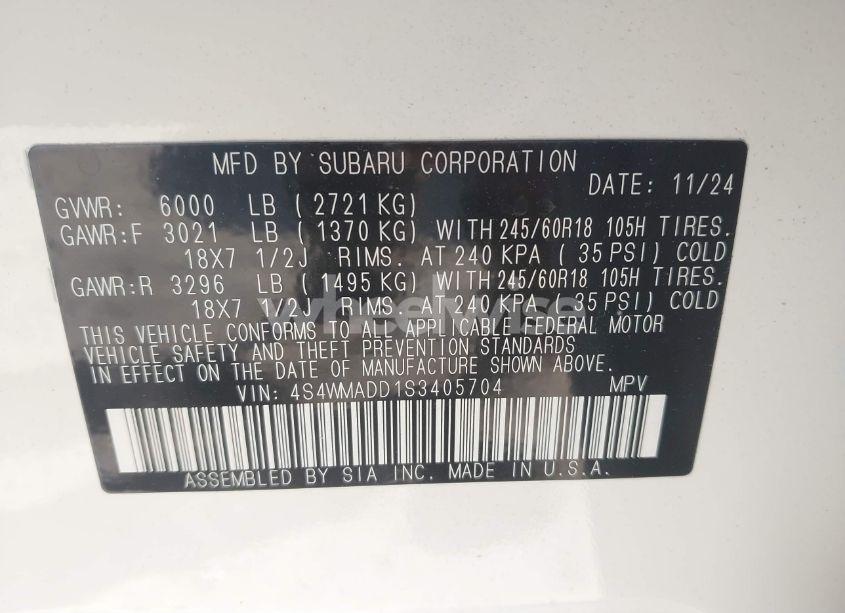 MFD BY SUBARU CORPORATION
DATE: 11/24
GVWR: 6000 LB ( 2721 KG)
GAWR:F 3021 LB ( 1370 KG) WITH 245/60R18 105H TIRES.
18X7 1/2J RIMS. AT 240 KPA ( 35 PSI) COLD
GAWR:R 3296 LB ( 1495 KG) WITH 245/60R18 105H TIRES.
18X7 1/2J RIMS. AT 240 KPA ( 35 PSI) COLD
THIS VEHICLE CONFORMS TO ALL APPLICABLE FEDERAL MOTOR
VEHICLE SAFETY AND THEFT PREVENTION STANDARDS
IN EFFECT ON THE DATE OF MANUFACTURE SHOWN ABOVE.
VIN: 4S4WMADD1S3405704 MPV
ASSEMBLED BY SIA INC. MADE IN U.S.A.